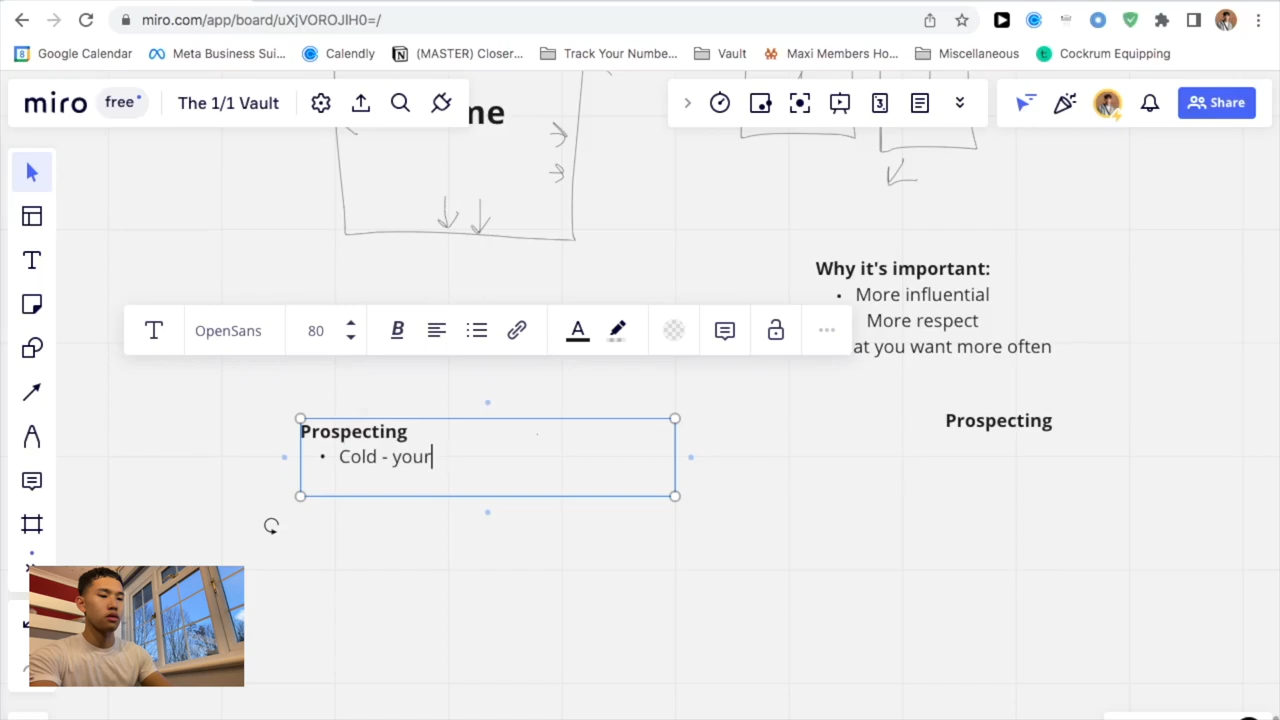 miro.com/app/board/uXjVOROJlH0=/
Google Calendar
Meta Business Sui...
Calendly
(MASTER) Closer...
Track Your Numbe...
Vault
Maxi Members Ho...
Miscellaneous
Cockrum Equipping
miro
free
The 1/1 Vault
Share
me
Why it's important:
• More influential
More respect
at you want more often
OpenSans
80
Prospecting
• Cold - your
Prospecting